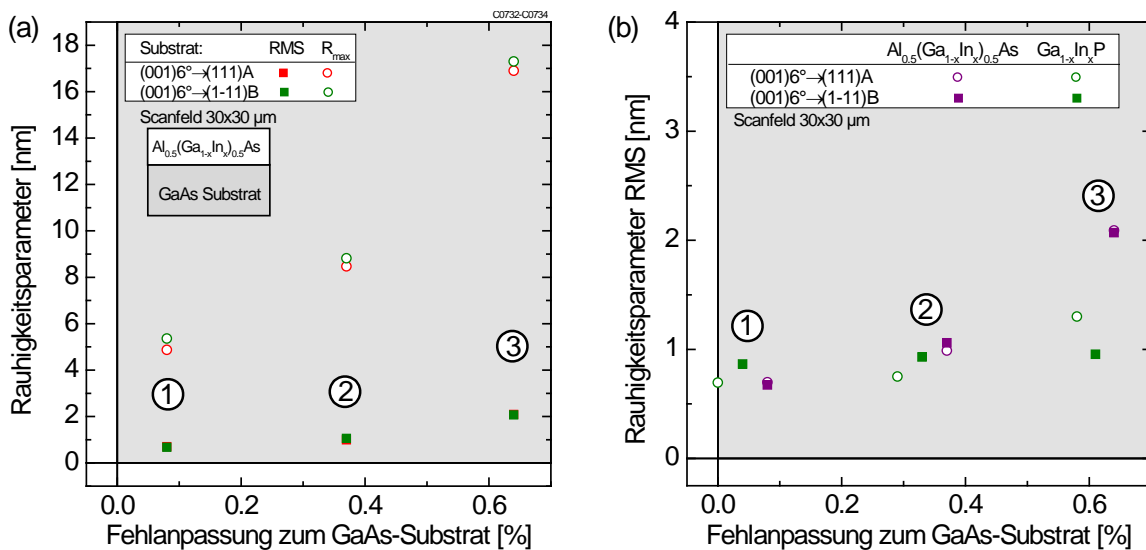 C0732-C0734
(a)
Substrat: RMS Rmax
(001)6°→(111)A
(001)6°→(1-11)B
Scanfeld 30x30 µm
Al0.5(Ga1-xInx)0.5As
GaAs Substrat
1
2
3
18
16
14
12
10
8
6
4
2
0
0.0 0.2 0.4 0.6
Rauhigkeitsparameter [nm]
Fehlanpassung zum GaAs-Substrat [%]
(b)
Al0.5(Ga1-xInx)0.5As Ga1-xInxP
(001)6°→(111)A
(001)6°→(1-11)B
Scanfeld 30x30 µm
1
2
3
4
3
2
1
0
0.0 0.2 0.4 0.6
Rauhigkeitsparameter RMS [nm]
Fehlanpassung zum GaAs-Substrat [%]